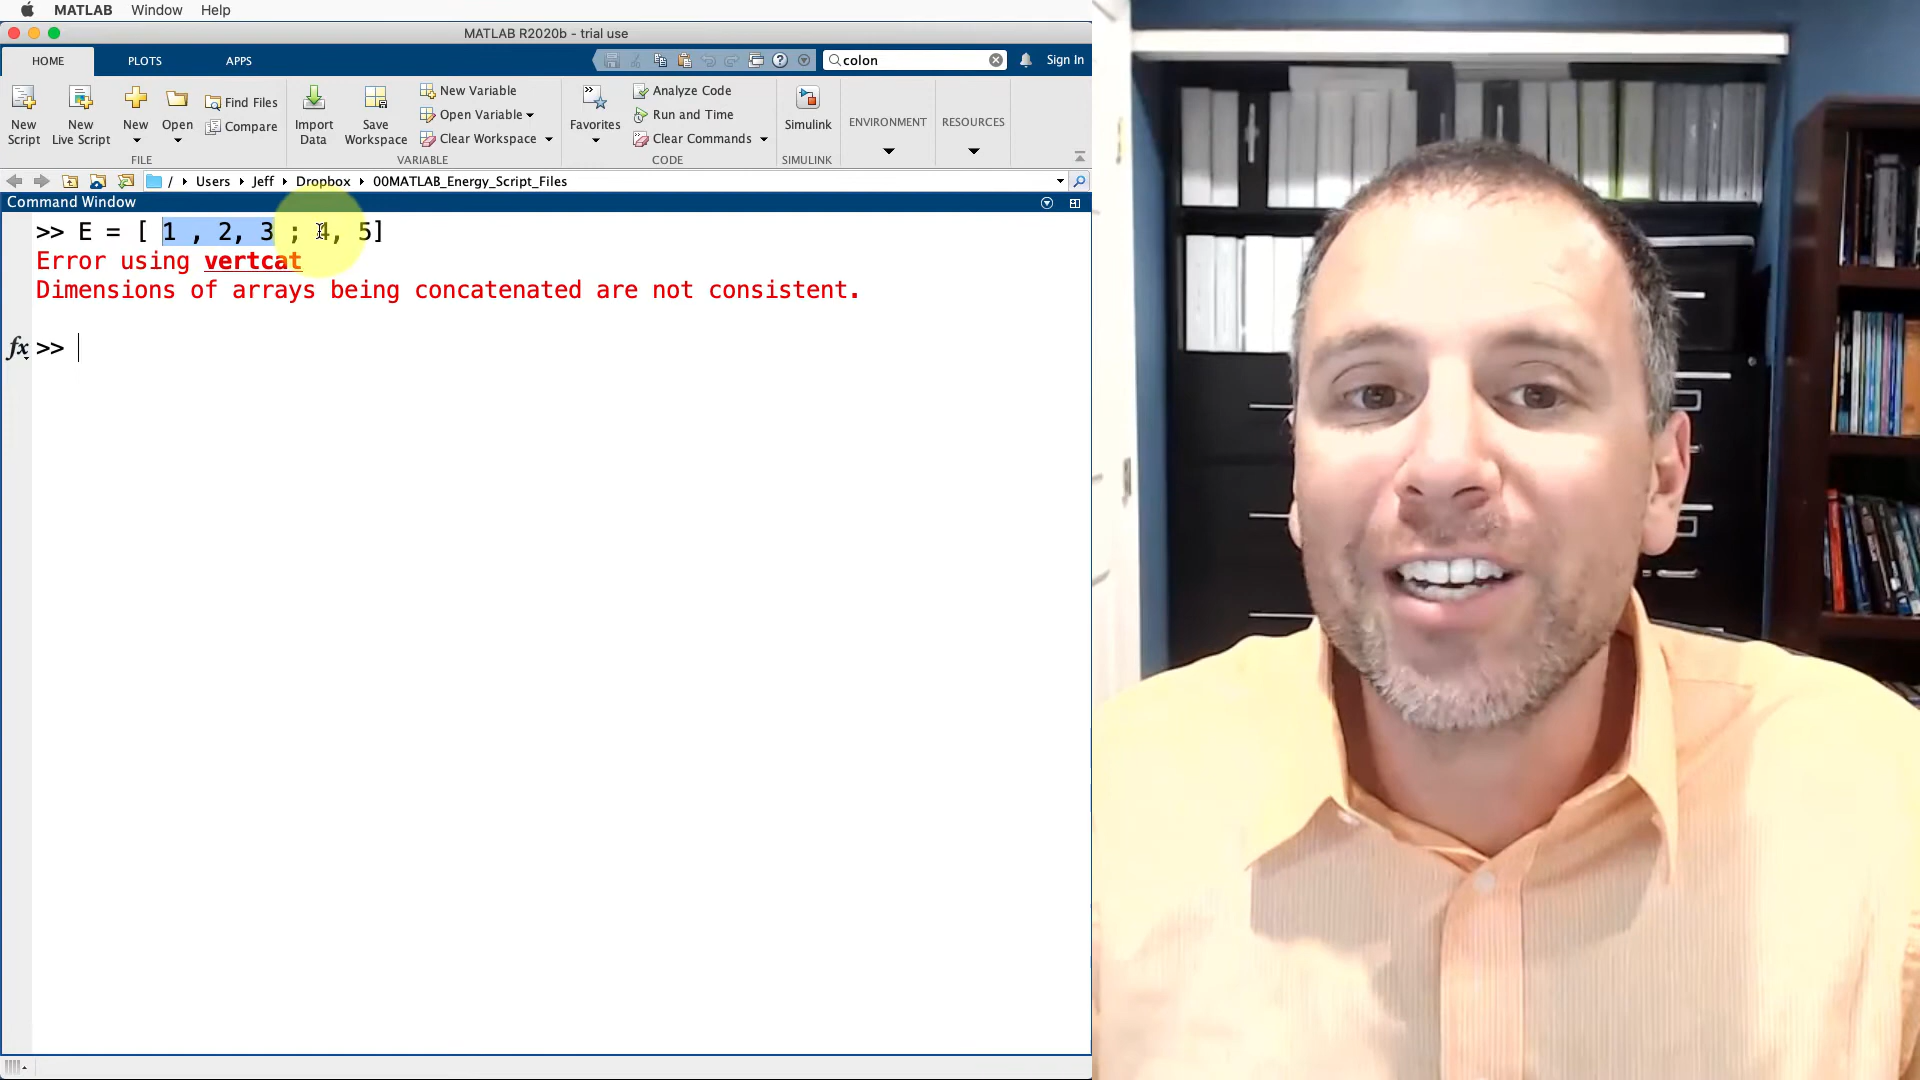 MATLAB Window Help
MATLAB R2020b - trial use
HOME PLOTS APPS
colon
Sign In
New Script
New Live Script
New
Open
Find Files
Compare
FILE
Import Data
Save Workspace
New Variable
Open Variable
Clear Workspace
VARIABLE
Favorites
Analyze Code
Run and Time
Clear Commands
CODE
Simulink
SIMULINK
ENVIRONMENT
RESOURCES
/ Users Jeff Dropbox 00MATLAB_Energy_Script_Files
Command Window
>> E = [ 1 , 2, 3 ; 4, 5]
Error using vertcat
Dimensions of arrays being concatenated are not consistent.
fx >>